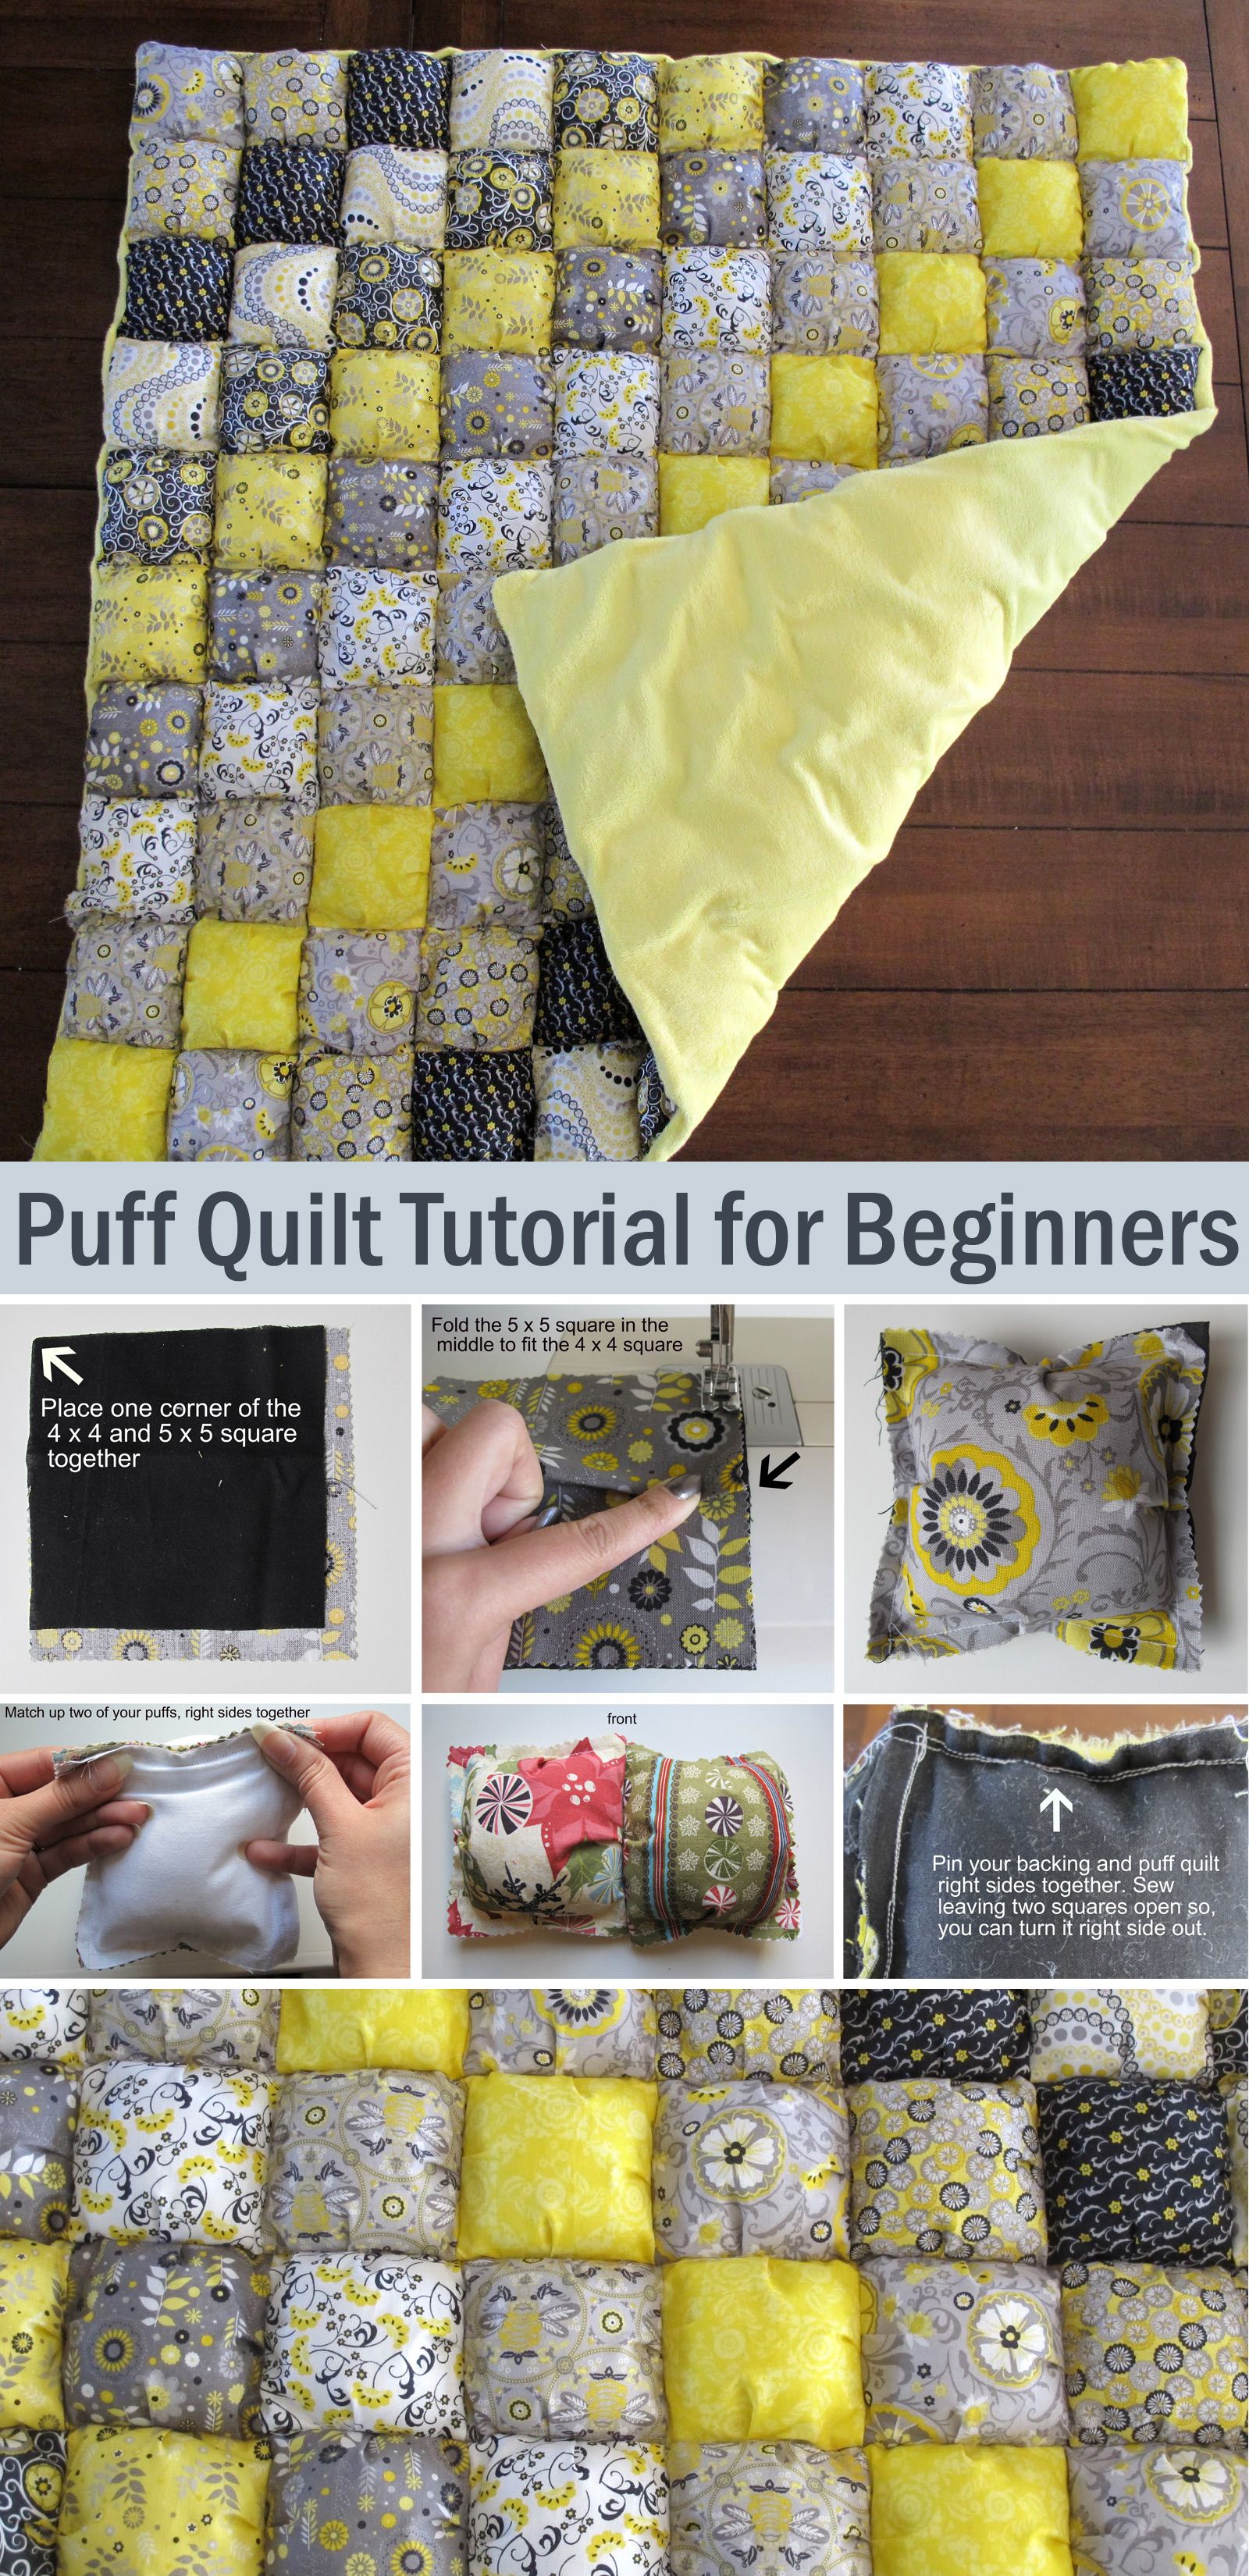 Puff Quilt Tutorial for Beginners
Place one corner of the
4 x 4 and 5 x 5 square
together
Fold the 5 x 5 square in the
middle to fit the 4 x 4 square
Match up two of your puffs, right sides together
front
Pin your backing and puff quilt
right sides together. Sew
leaving two squares open so,
you can turn it right side out.